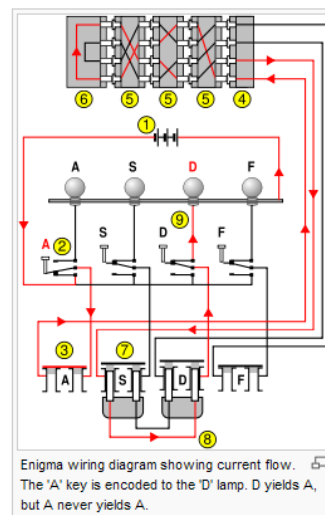 6 5 5 5 4
1
A S D F
9
A 2 S D F
3 7
A S D F
8
Enigma wiring diagram showing current flow.
The 'A' key is encoded to the 'D' lamp. D yields A,
but A never yields A.